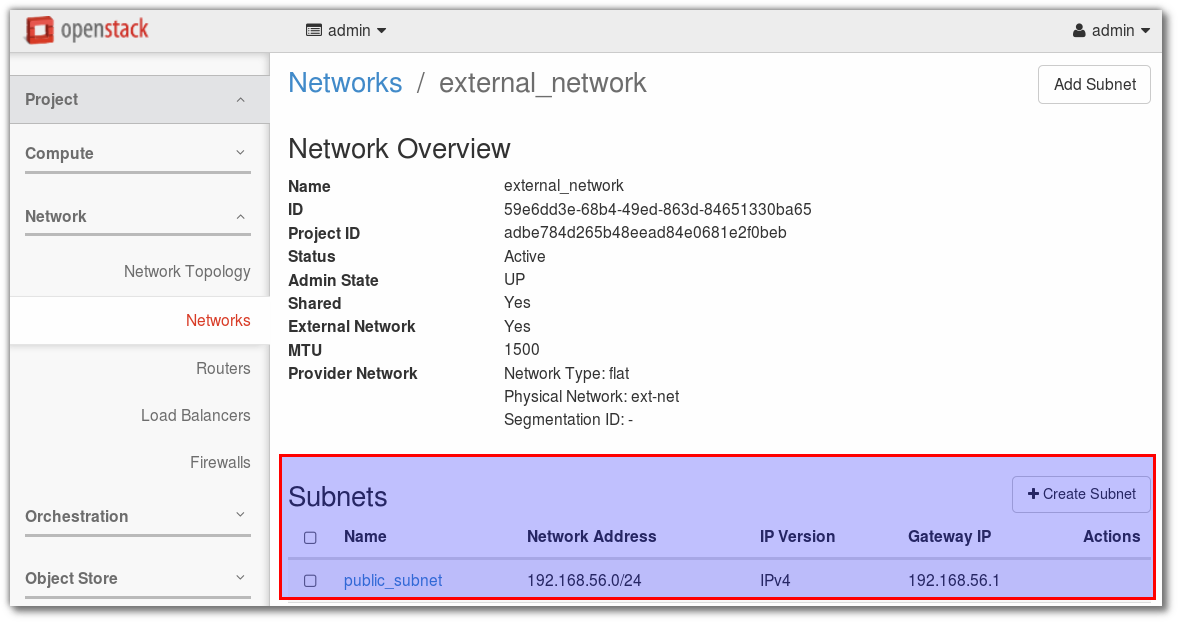 openstack
admin
admin
Project
Compute
Network
Network Topology
Networks
Routers
Load Balancers
Firewalls
Orchestration
Object Store
Networks / external_network
Add Subnet
Network Overview
Name external_network
ID 59e6dd3e-68b4-49ed-863d-84651330ba65
Project ID adbe784d265b48eead84e0681e2f0beb
Status Active
Admin State UP
Shared Yes
External Network Yes
MTU 1500
Provider Network Network Type: flat
Physical Network: ext-net
Segmentation ID: -
Subnets
+ Create Subnet
Name Network Address IP Version Gateway IP Actions
public_subnet 192.168.56.0/24 IPv4 192.168.56.1